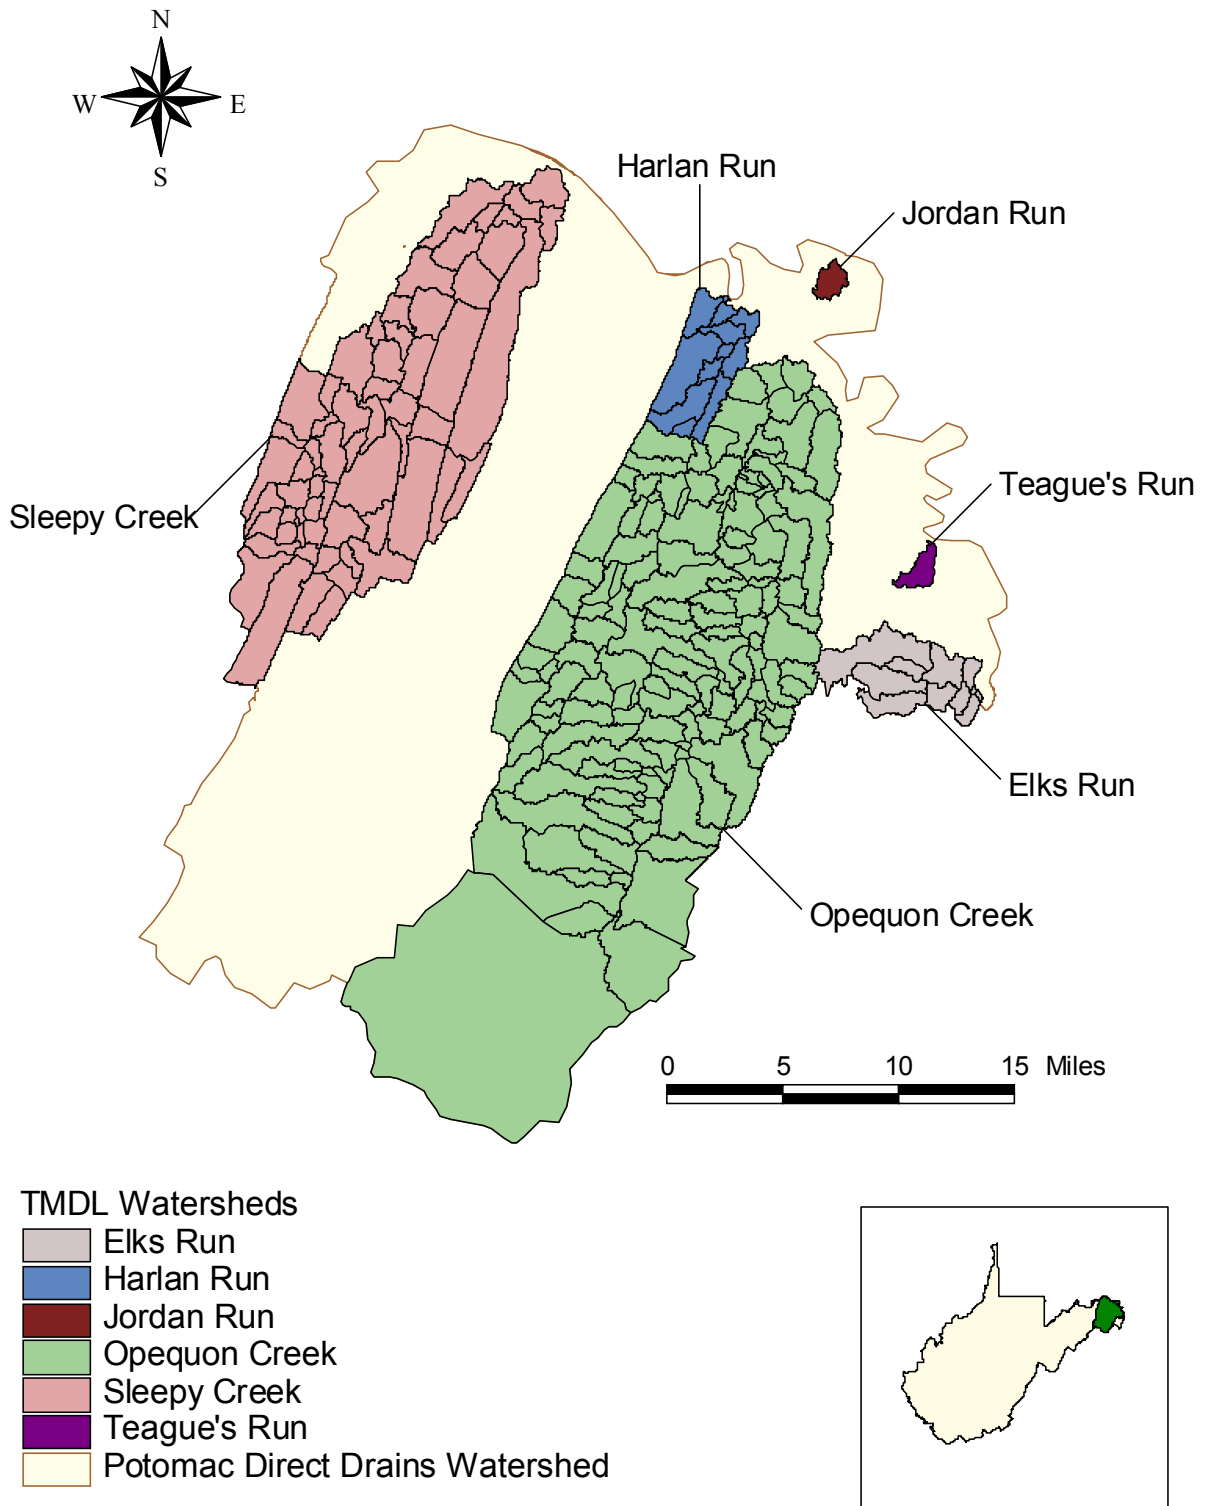 N
W E
S
Harlan Run
Jordan Run
Teague's Run
Sleepy Creek
Elks Run
Opequon Creek
0 5 10 15 Miles
TMDL Watersheds
Elks Run
Harlan Run
Jordan Run
Opequon Creek
Sleepy Creek
Teague's Run
Potomac Direct Drains Watershed